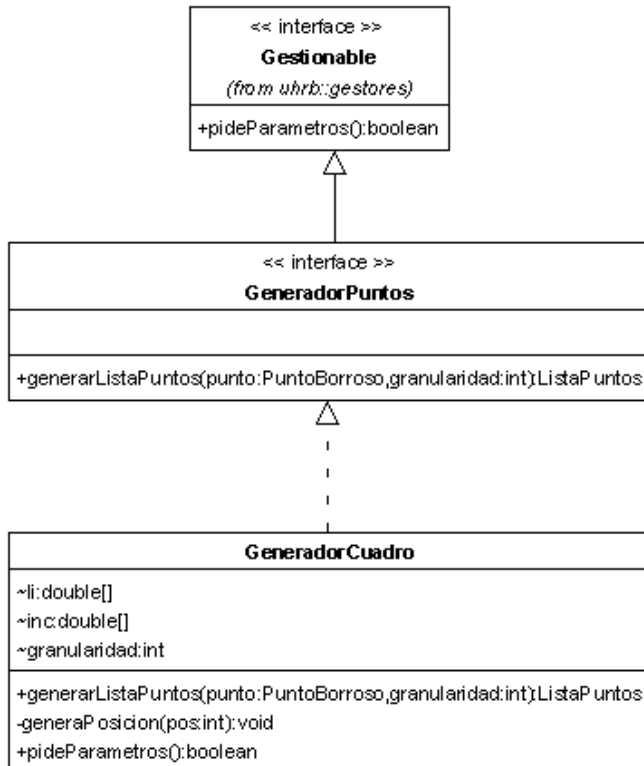 << interface >>
Gestionable
(from uhrb::gestores)
+pideParametros():boolean
<< interface >>
GeneradorPuntos
+generarListaPuntos(punto:PuntoBorroso,granularidad:int):ListaPuntos
GeneradorCuadro
~li:double[]
~inc:double[]
~granularidad:int
+generarListaPuntos(punto:PuntoBorroso,granularidad:int):ListaPuntos
-generaPosicion(pos:int):void
+pideParametros():boolean